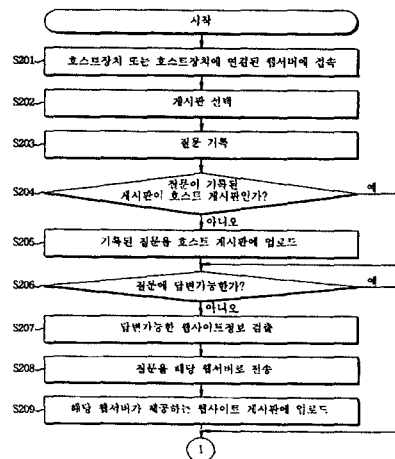 시작
S201
호스트장치 또는 호스트장치에 연결된 웹서버에 접속
S202
게시판 선택
S203
질문 기록
S204
질문이 기록된
게시판이 호스트 게시판인가?
예
아니오
S205
기록된 질문을 호스트 게시판에 업로드
S206
질문에 답변가능한가?
예
아니오
S207
답변가능한 웹사이트정보 검출
S208
질문을 해당 웹서버로 전송
S209
해당 웹서버가 제공하는 웹사이트 게시판에 업로드
1